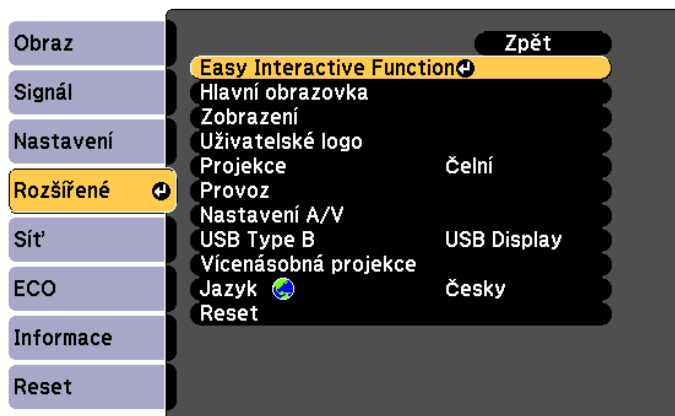 Obraz
Signál
Nastavení
Rozšířené
Síť
ECO
Informace
Reset
Zpět
Easy Interactive Function
Hlavní obrazovka
Zobrazení
Uživatelské logo
Projekce Čelní
Provoz
Nastavení A/V
USB Type B USB Display
Vícenásobná projekce
Jazyk Česky
Reset